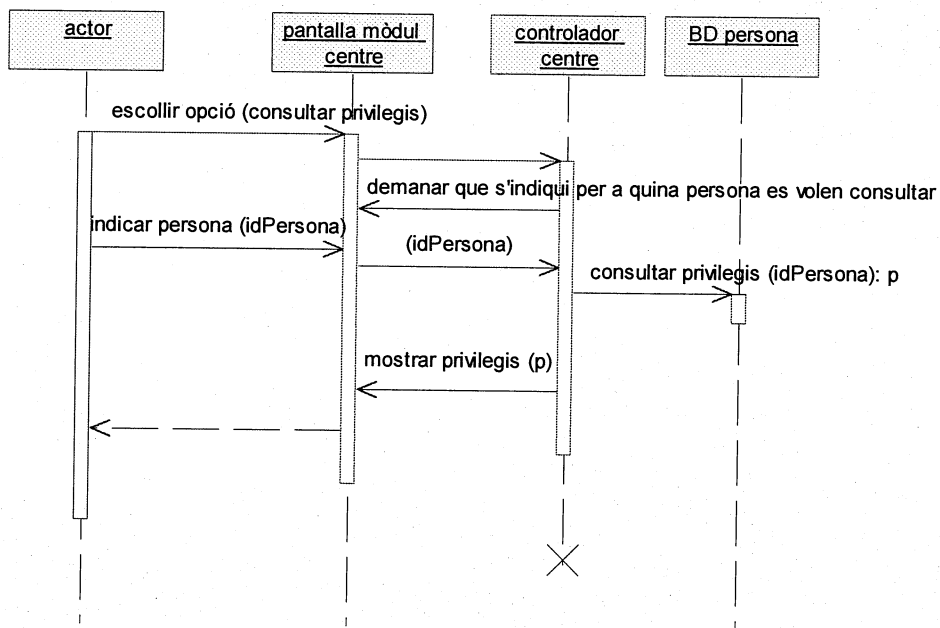 actor
pantalla mòdul
centre
controlador
centre
BD persona
escollir opció (consultar privilegis)
demanar que s'indiqui per a quina persona es volen consultar
indicar persona (idPersona)
(idPersona)
consultar privilegis (idPersona): p
mostrar privilegis (p)